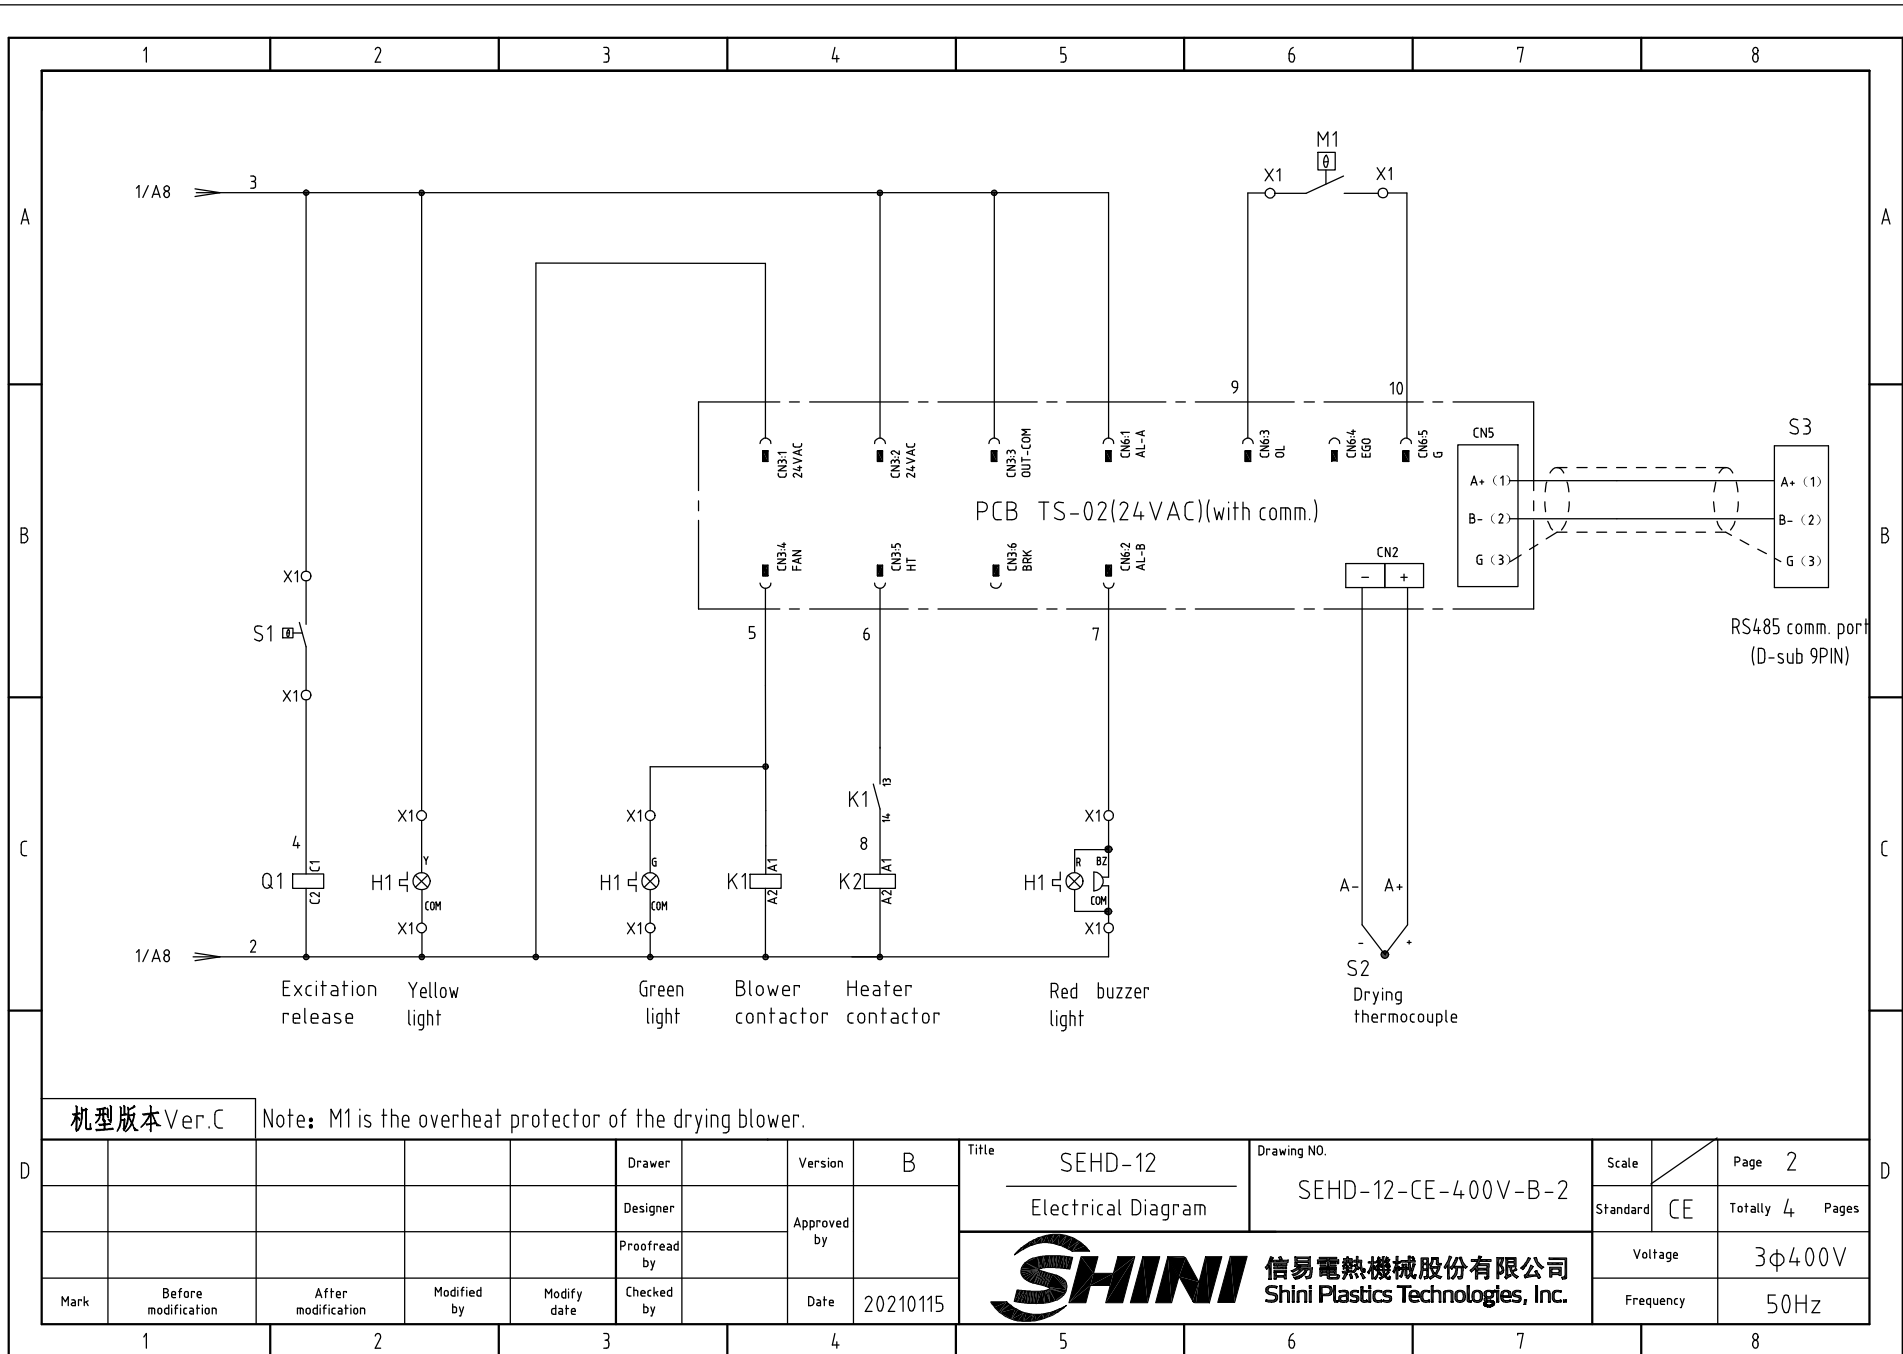 1 2 3 4 5 6 7 8
A A
B B
C C
D D
M1
θ
X1 X1
1/A8 3
9 10
CN3:1
24VAC
CN3:2
24VAC
CN3:3
OUT-COM
CN6:1
AL-A
CN6:3
OL
CN6:4
EGO
CN6:5
G
CN5
S3
A+ (1) A+ (1)
B- (2) B- (2)
G (3) G (3)
PCB TS-02(24VAC)(with comm.)
CN3:4
FAN
CN3:5
HT
CN3:6
BRK
CN6:2
AL-B
CN2
- +
RS485 comm. port
(D-sub 9PIN)
X1
S1 θ
X1
5 6 7
K1 13
14
X1 X1 X1
4 8
Q1 C1
C2
H1 Y
COM
H1 G
COM
K1 A1
A2
K2 A1
A2
H1 R BZ
COM
A- A+
X1 X1 X1
- +
1/A8 2
S2
Drying
thermocouple
Excitation
release
Yellow
light
Green
light
Blower
contactor
Heater
contactor
Red buzzer
light
机型版本Ver.C
Note: M1 is the overheat protector of the drying blower.
Drawer
Designer
Proofread
by
Checked
by
Version B
Approved
by
Date 20210115
Mark
Before
modification
After
modification
Modified
by
Modify
date
Title
SEHD-12
Electrical Diagram
Drawing NO.
SEHD-12-CE-400V-B-2
SHINI
信易電熱機械股份有限公司
Shini Plastics Technologies, Inc.
Scale
Page 2
Standard CE
Totally 4 Pages
Voltage 3ϕ400V
Frequency 50Hz
1 2 3 4 5 6 7 8